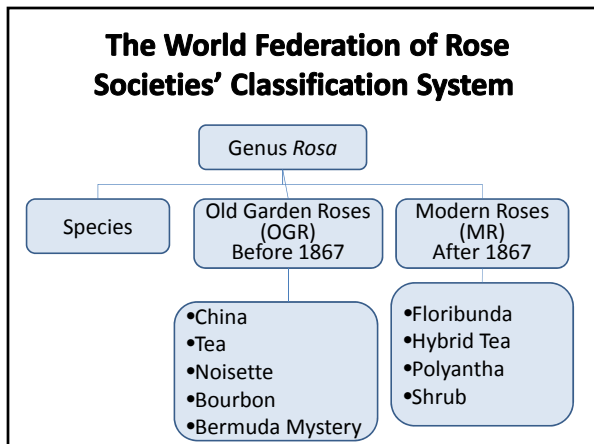 The World Federation of Rose
Societies’ Classification System
Genus Rosa
Species
Old Garden Roses
(OGR)
Before 1867
Modern Roses
(MR)
After 1867
•China
•Tea
•Noisette
•Bourbon
•Bermuda Mystery
•Floribunda
•Hybrid Tea
•Polyantha
•Shrub